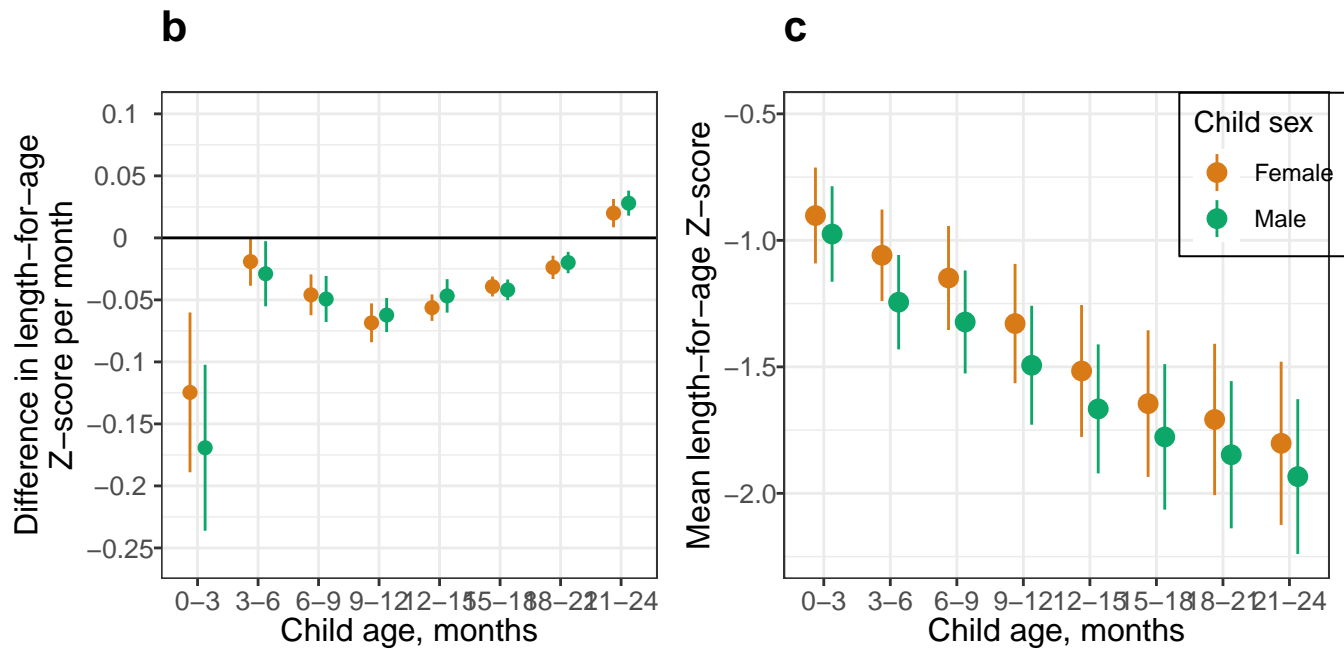 b
0.1
0.05
0
−0.05
−0.1
−0.15
−0.2
−0.25
Difference in length−for−age
Z−score per month
0−3 3−6 6−9 9−12 12−15 15−18 18−21 21−24
Child age, months
c
−0.5
−1.0
−1.5
−2.0
Mean length−for−age Z−score
Child sex
Female
Male
0−3 3−6 6−9 9−12 12−15 15−18 18−21 21−24
Child age, months